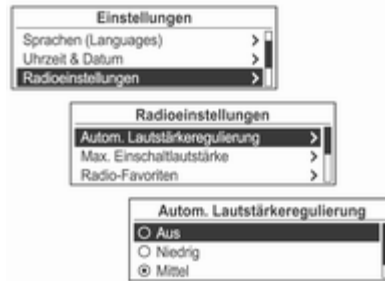 Einstellungen
Sprachen (Languages)
Uhrzeit & Datum
Radioeinstellungen
Radioeinstellungen
Autom. Lautstärkeregulierung
Max. Einschaltlautstärke
Radio-Favoriten
Autom. Lautstärkeregulierung
Aus
Niedrig
Mittel